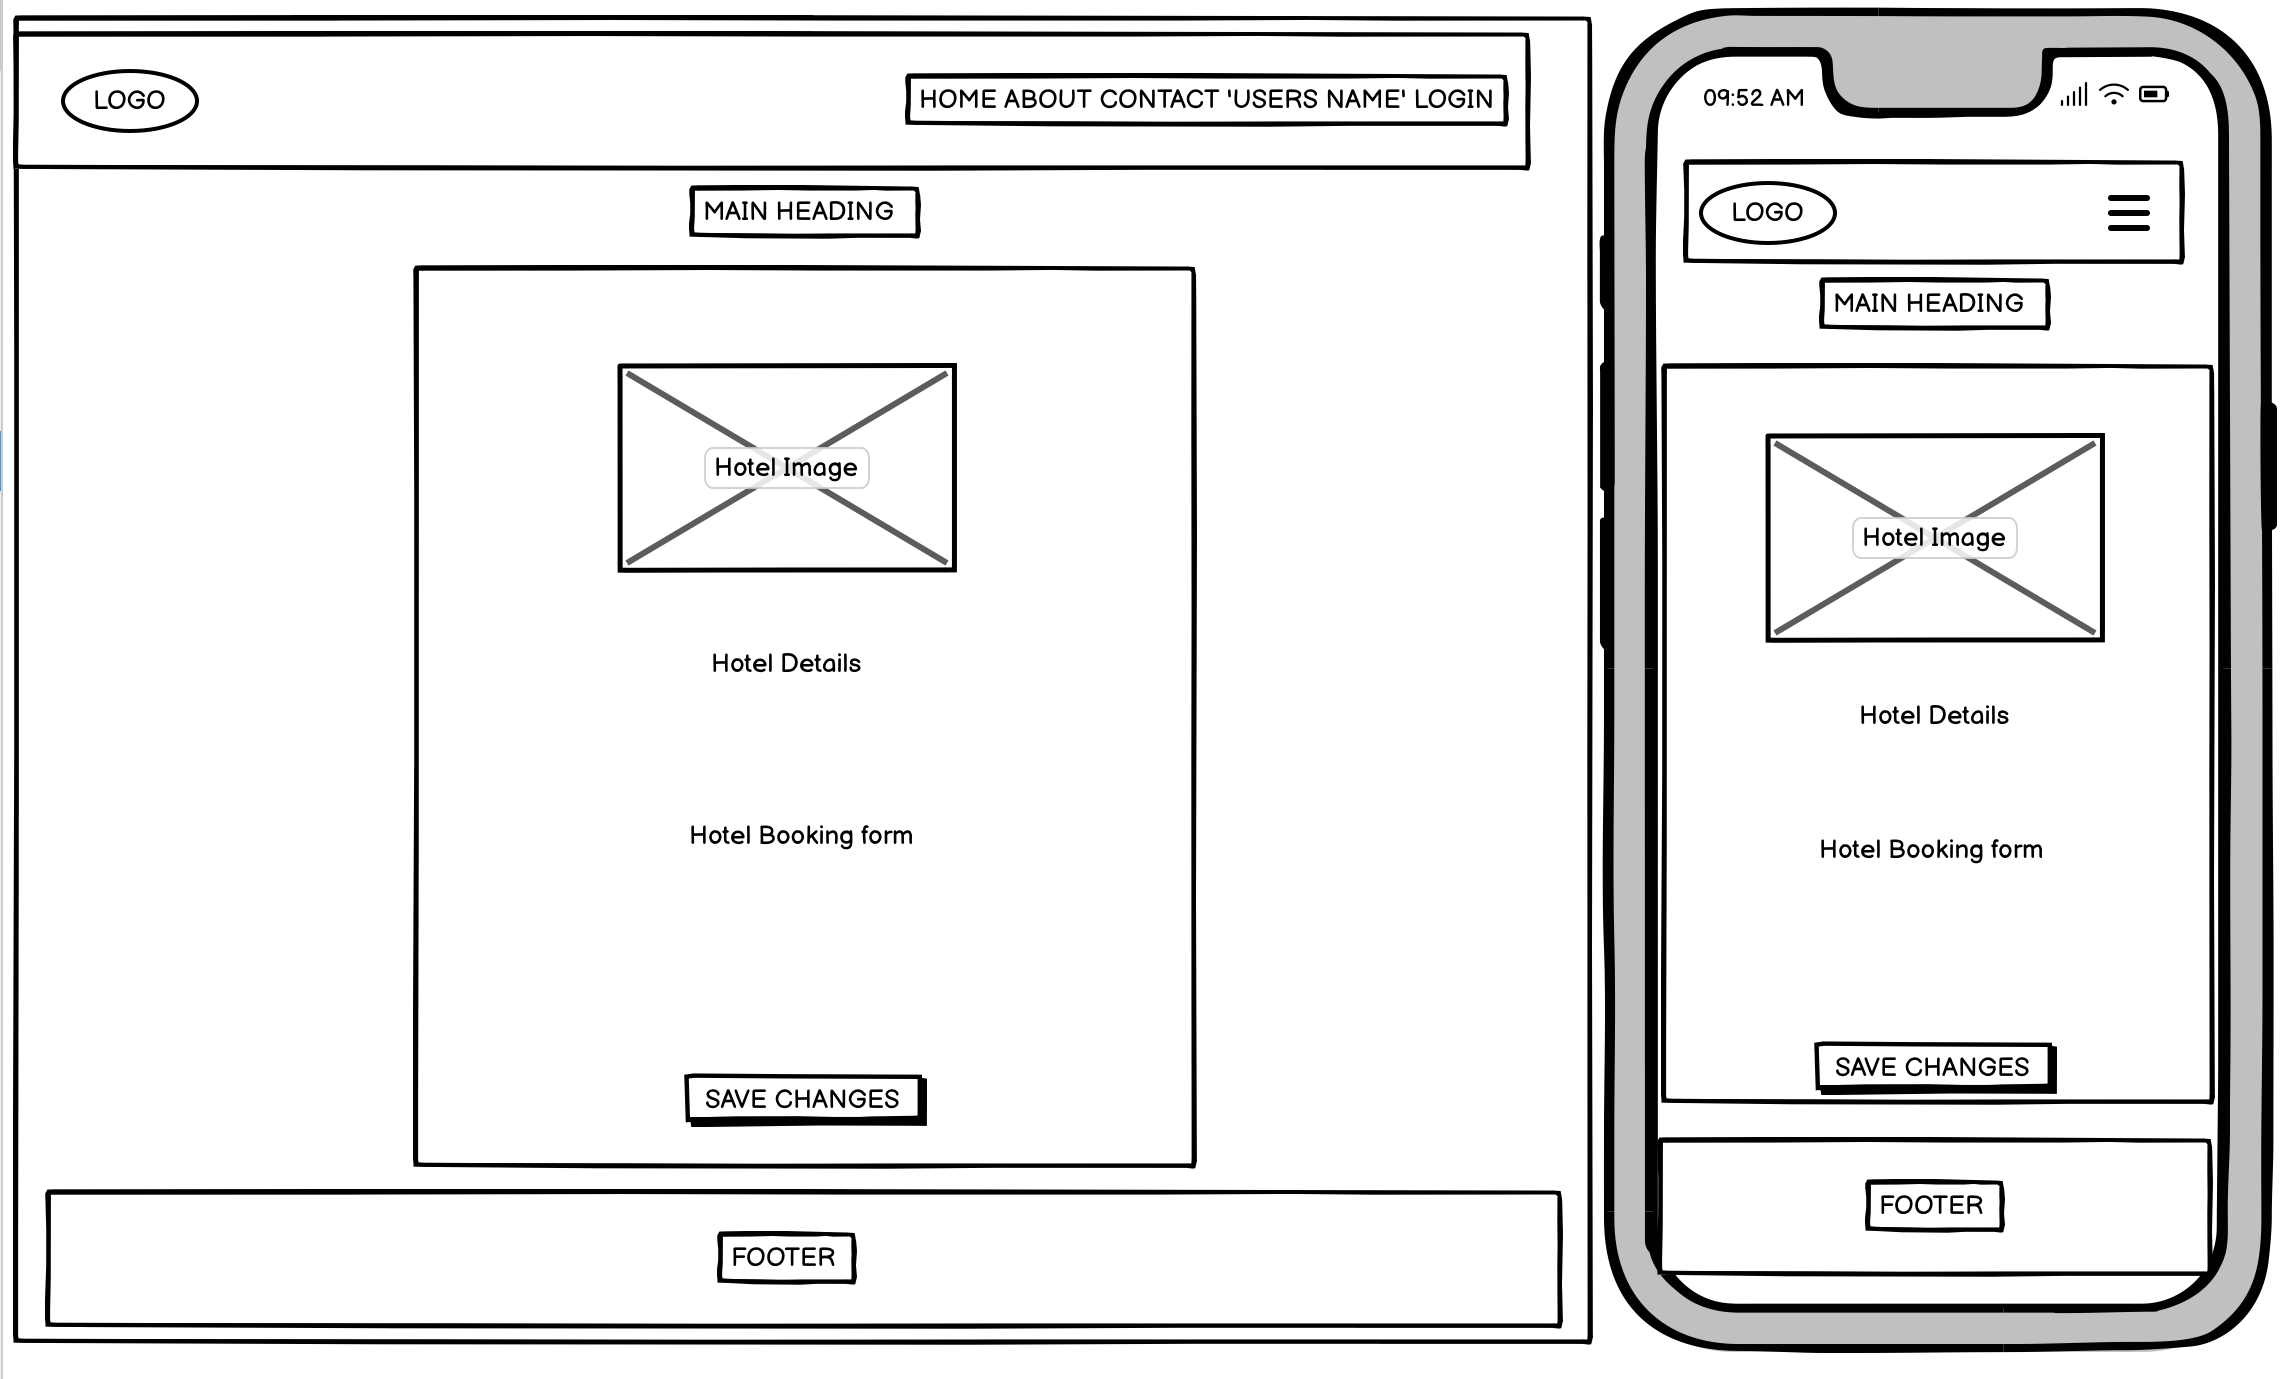 LOGO
HOME ABOUT CONTACT 'USERS NAME' LOGIN
MAIN HEADING
Hotel Image
Hotel Details
Hotel Booking form
SAVE CHANGES
FOOTER
09:52 AM
LOGO
MAIN HEADING
Hotel Image
Hotel Details
Hotel Booking form
SAVE CHANGES
FOOTER